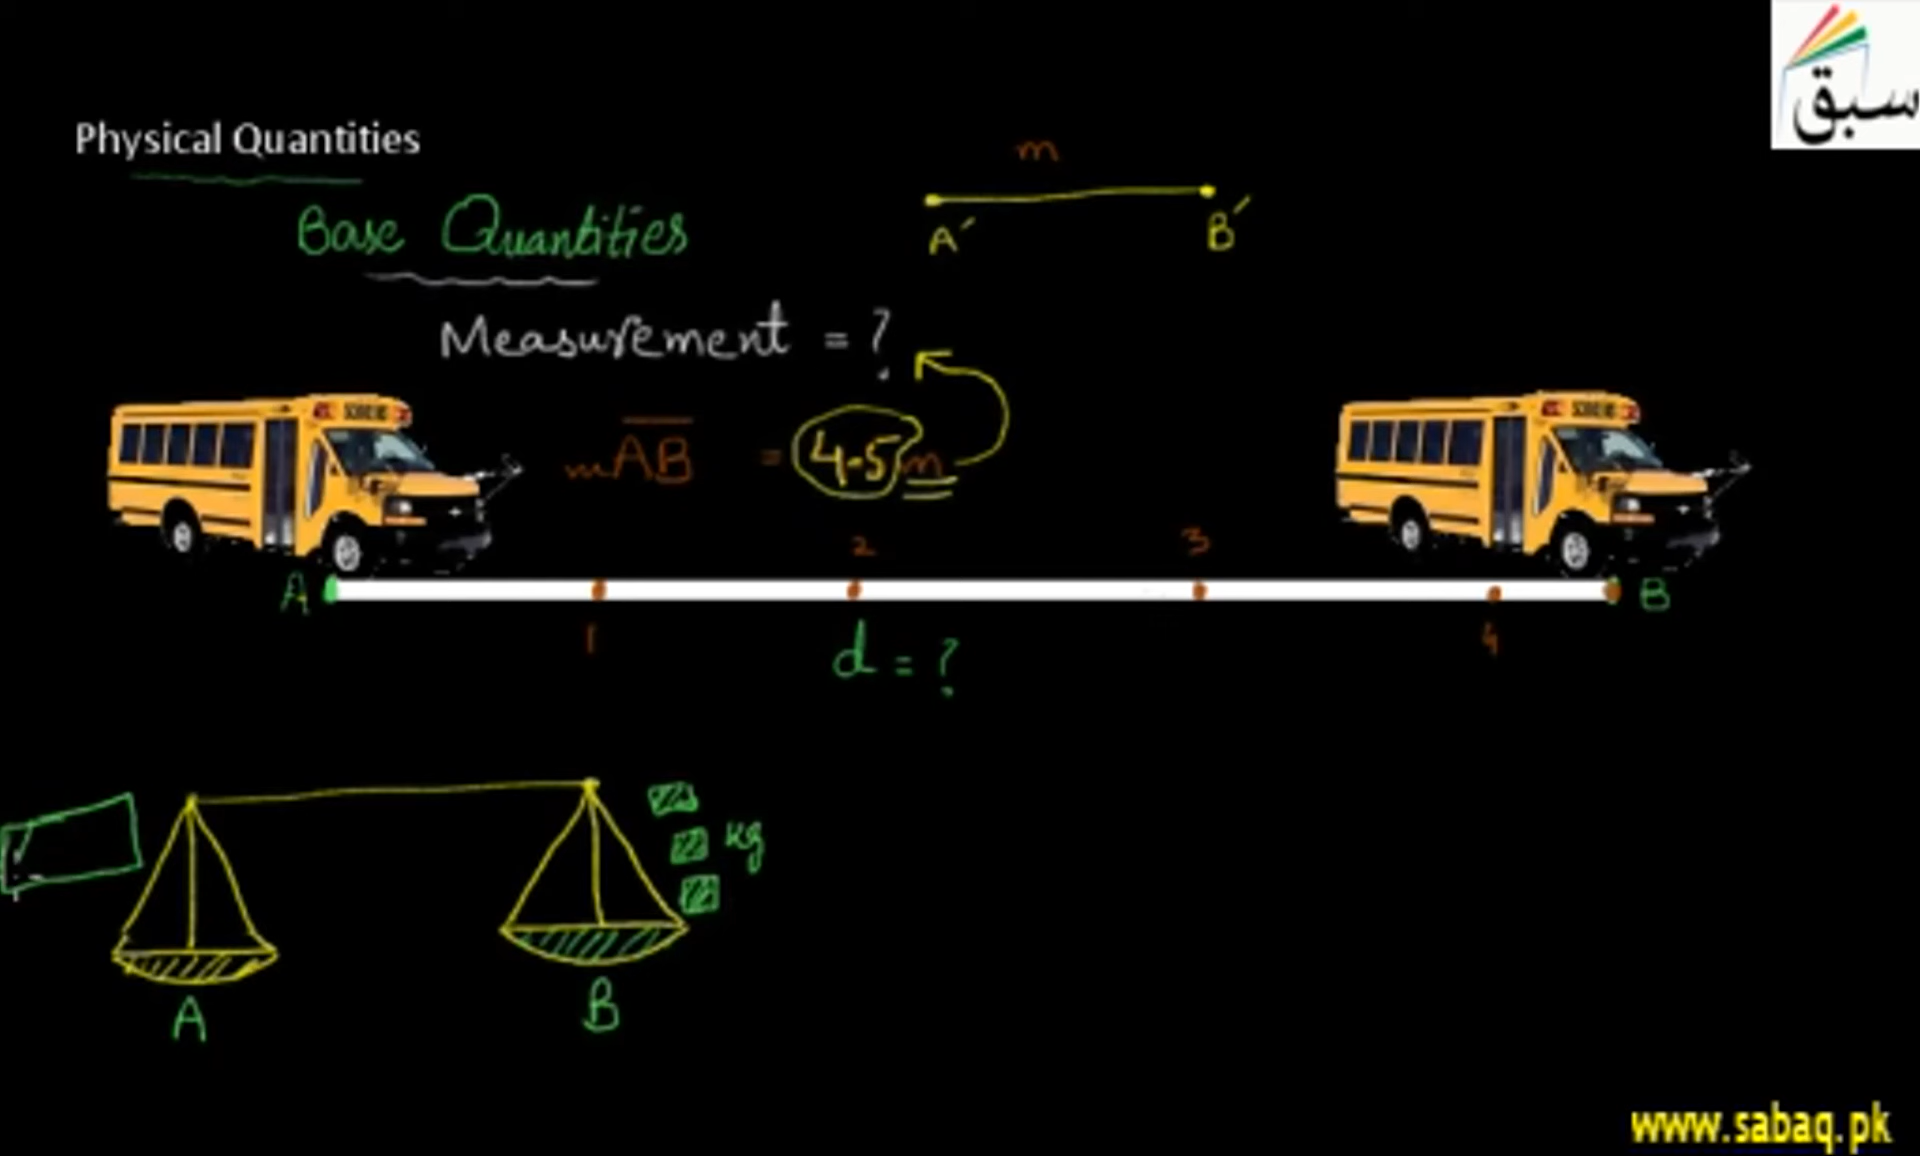 سبق
Physical Quantities
m
Base Quantities
A′ B′
Measurement = ?
mAB = 4.5 m
2 3
A B
1 4
d = ?
kg
A B
www.sabaq.pk